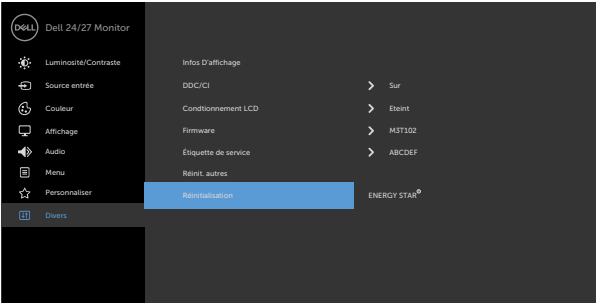 DELL Dell 24/27 Monitor
Luminosité/Contraste Infos D'affichage
Source entrée DDC/CI Sur
Couleur Condtionnement LCD Eteint
Affichage Firmware M3T102
Audio Étiquette de service ABCDEF
Menu Réinit. autres
Personnaliser Réinitialisation ENERGY STAR®
Divers